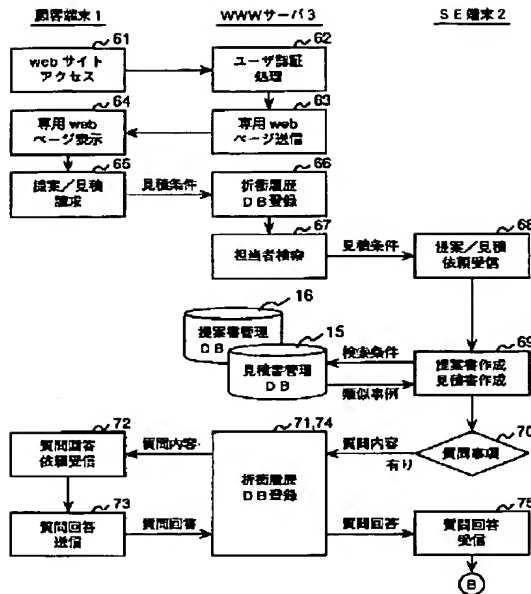 顧客端末1
WWWサーバ3
SE端末2
61
webサイト
アクセス
62
ユーザ認証
処理
63
専用web
ページ送信
64
専用web
ページ表示
65
提案/見積
請求
見積条件
66
折衝履歴
DB登録
67
担当者検索
見積条件
68
提案/見積
依頼受信
16
提案書管理
DB
15
見積書管理
DB
検索条件
類似事例
69
提案書作成
見積書作成
70
質問事項
有り
質問内容
71,74
折衝履歴
DB登録
質問内容
72
質問回答
依頼受信
73
質問回答
送信
質問回答
質問回答
75
質問回答
受信
B